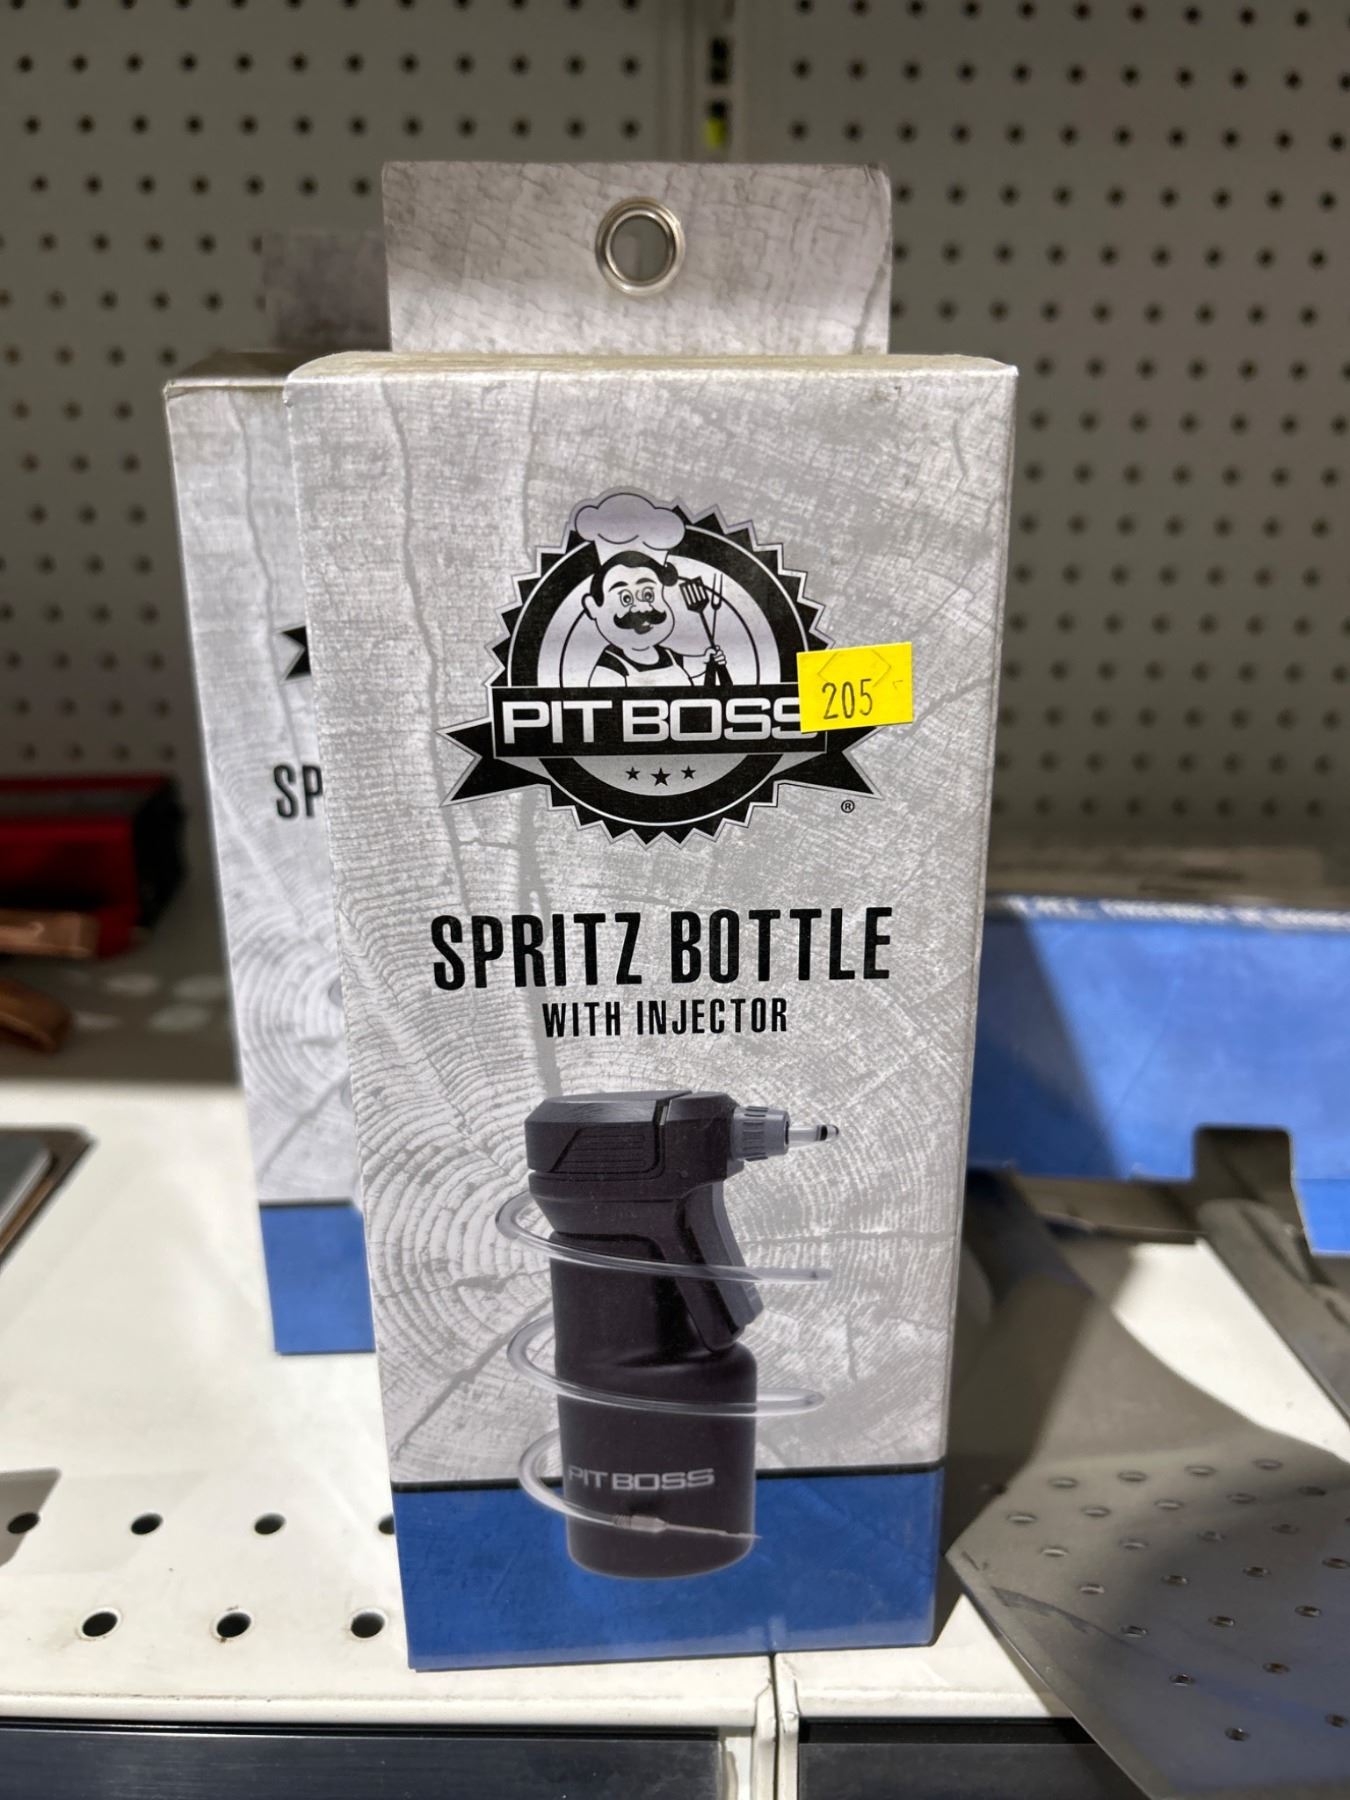 PIT BOSS
205
®
SPRITZ BOTTLE
WITH INJECTOR
PIT BOSS
SP